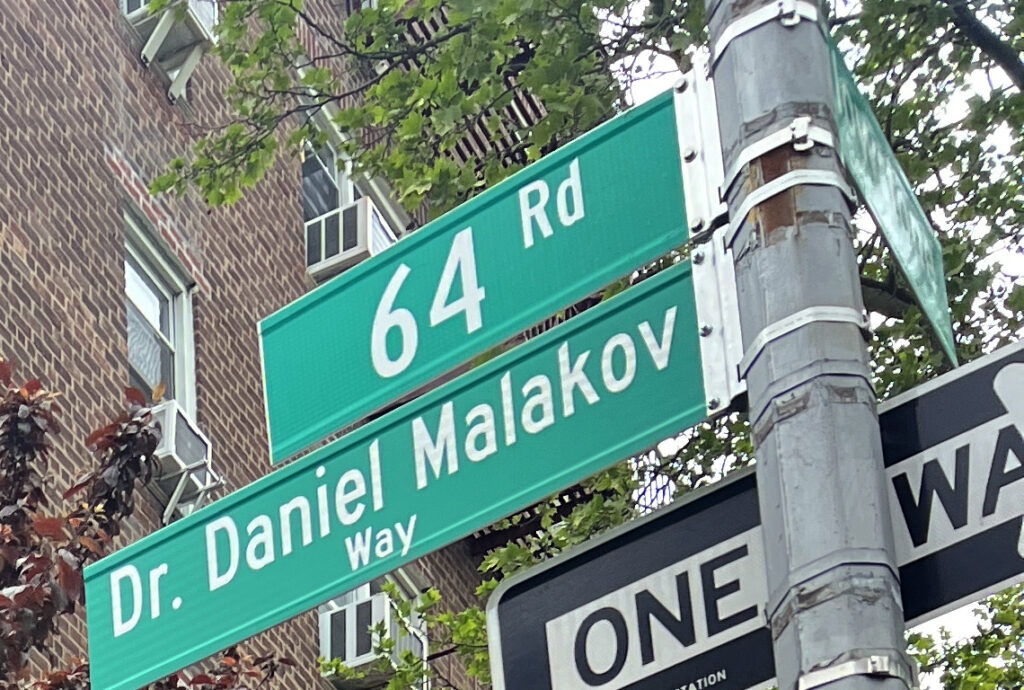 64 Rd
Dr. Daniel Malakov
Way
ONE
WA